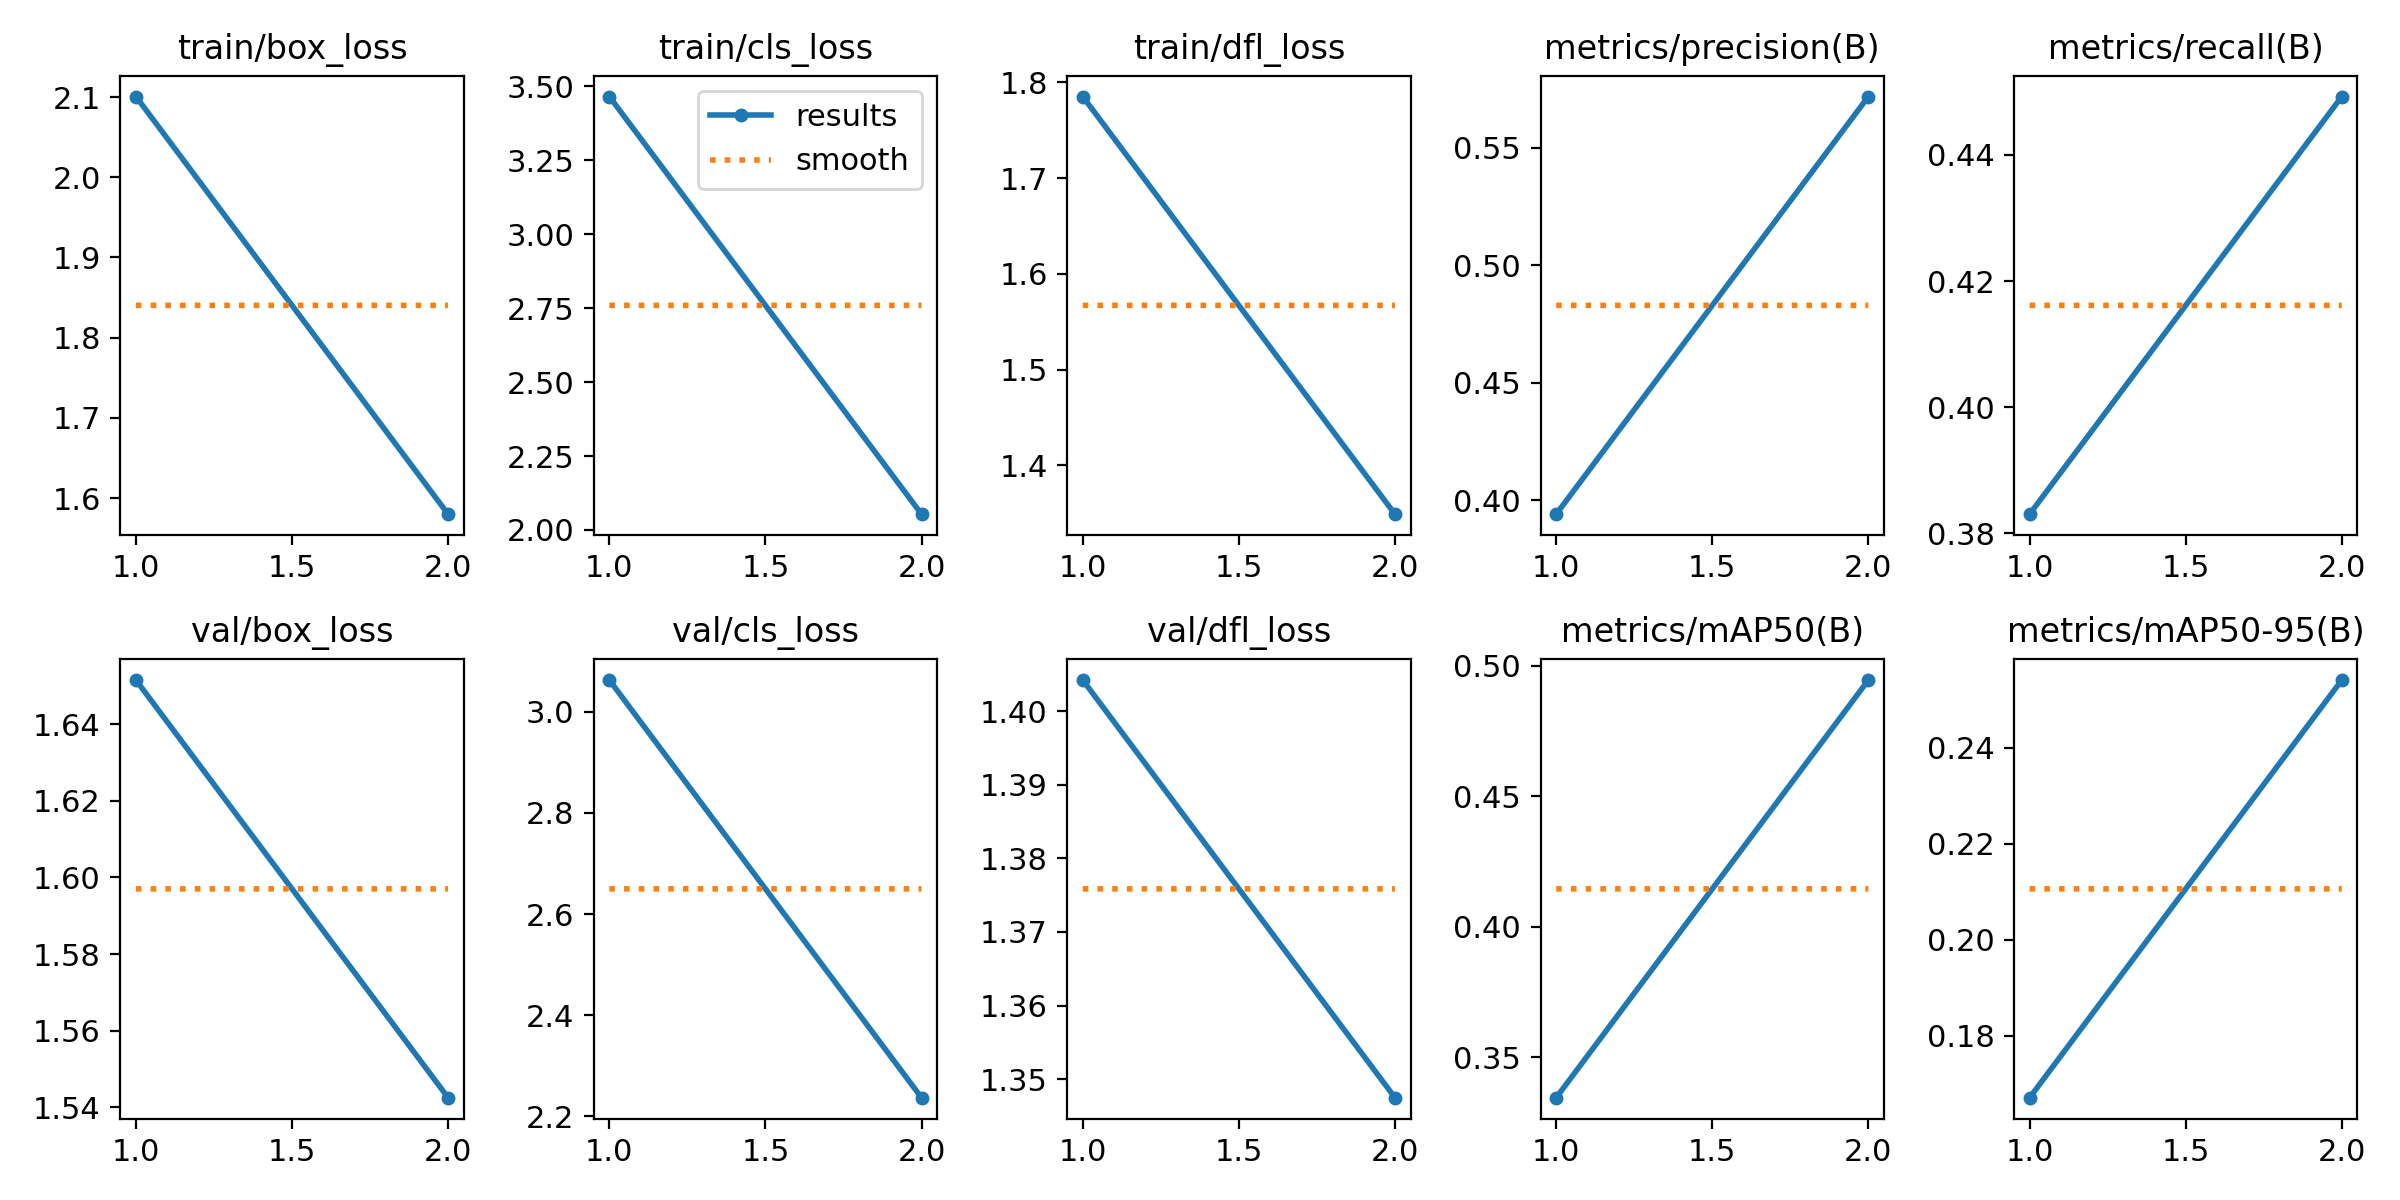 train/box_loss
train/cls_loss
train/dfl_loss
metrics/precision(B)
metrics/recall(B)
2.1
2.0
1.9
1.8
1.7
1.6
1.0 1.5 2.0
3.50
3.25
3.00
2.75
2.50
2.25
2.00
results
smooth
1.0 1.5 2.0
1.8
1.7
1.6
1.5
1.4
1.0 1.5 2.0
0.55
0.50
0.45
0.40
1.0 1.5 2.0
0.44
0.42
0.40
0.38
1.0 1.5 2.0
val/box_loss
val/cls_loss
val/dfl_loss
metrics/mAP50(B)
metrics/mAP50-95(B)
1.64
1.62
1.60
1.58
1.56
1.54
1.0 1.5 2.0
3.0
2.8
2.6
2.4
2.2
1.0 1.5 2.0
1.40
1.39
1.38
1.37
1.36
1.35
1.0 1.5 2.0
0.50
0.45
0.40
0.35
1.0 1.5 2.0
0.24
0.22
0.20
0.18
1.0 1.5 2.0